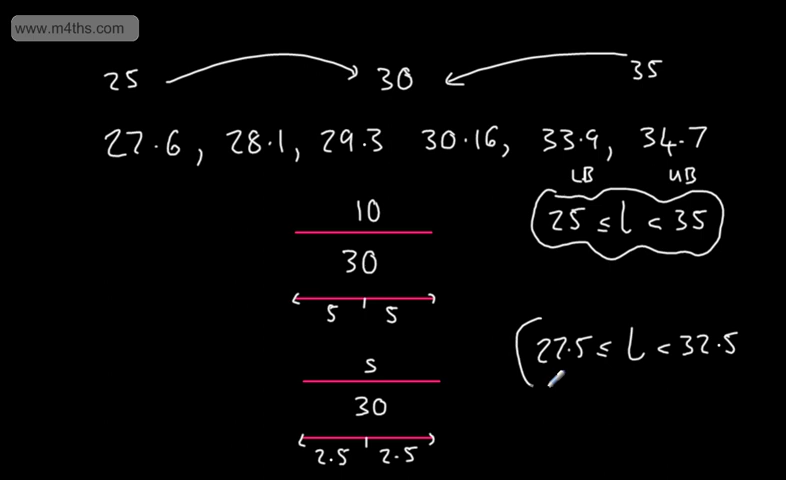 www.m4ths.com
25 30 35
27.6, 28.1, 29.3 30.16, 33.9, 34.7
LB UB
25 ≤ l < 35
10
30
5 5
27.5 ≤ l < 32.5
5
30
2.5 2.5